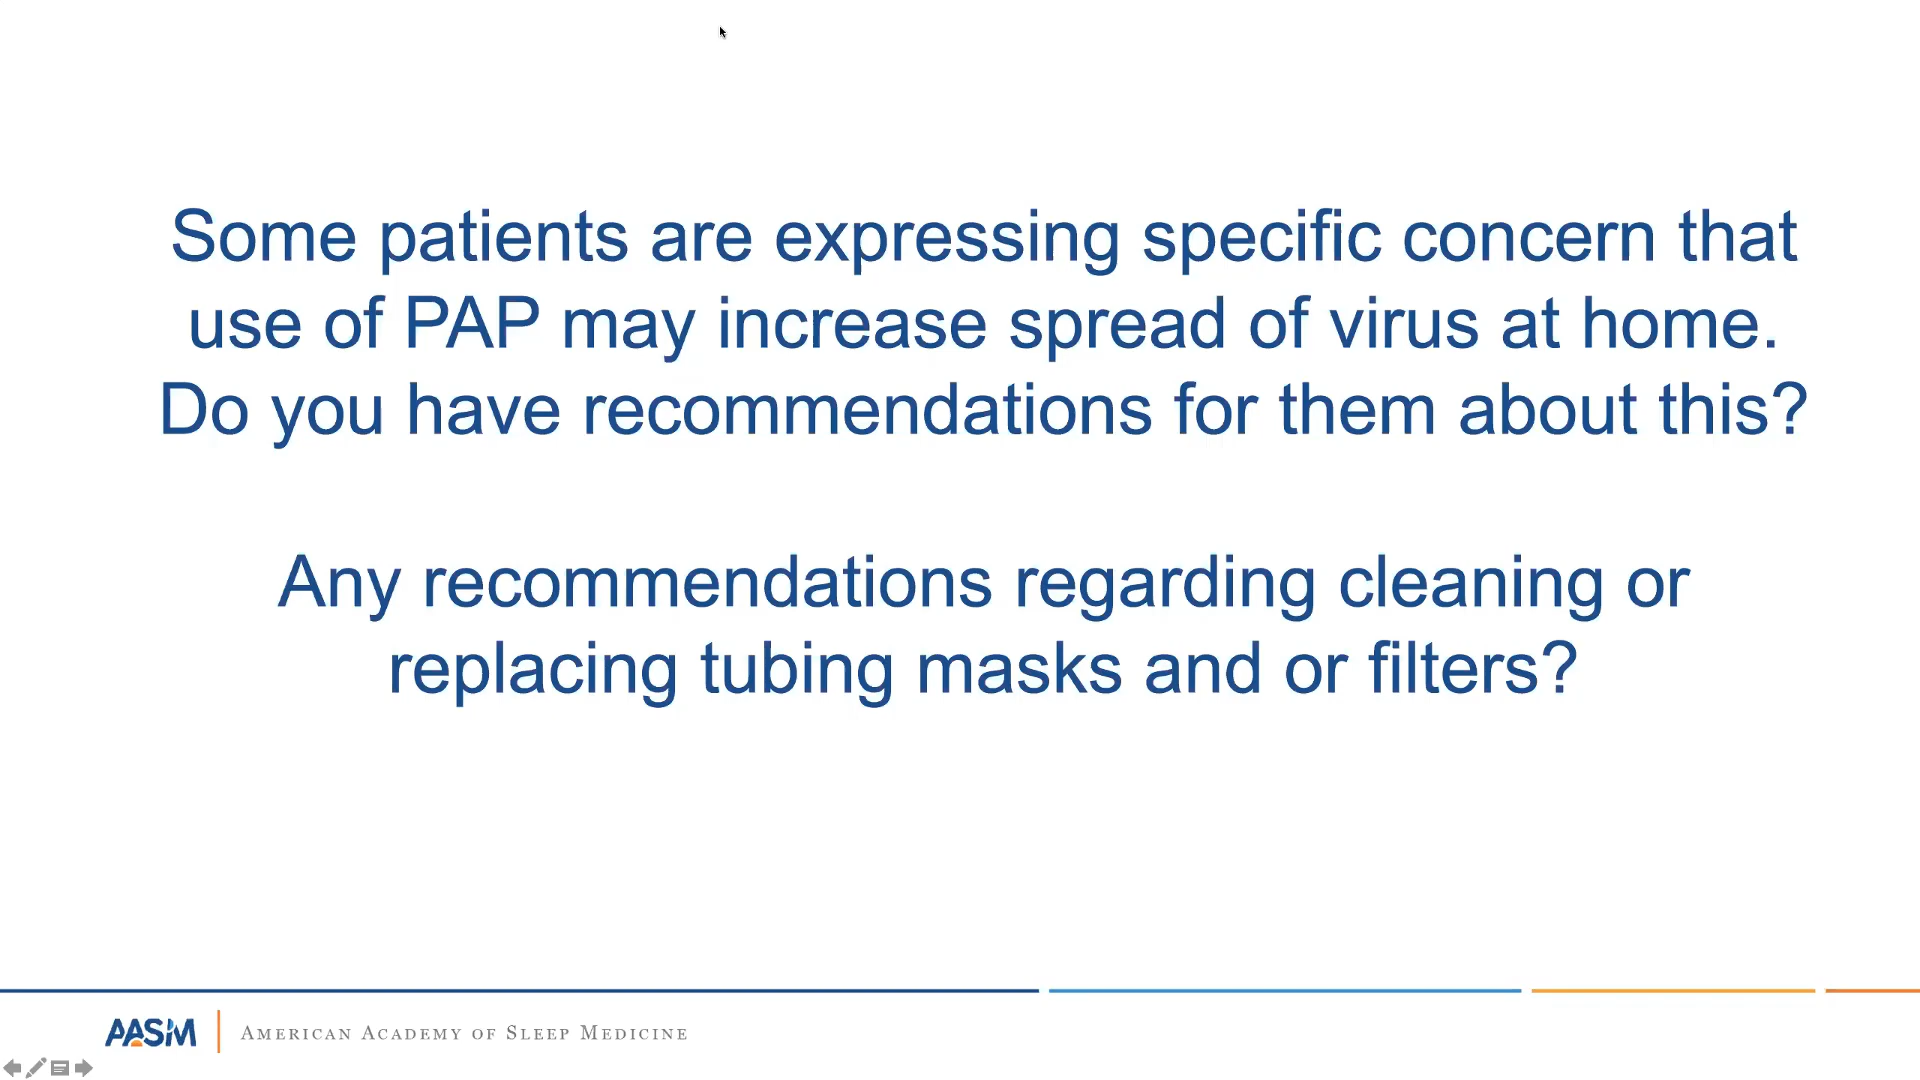 Some patients are expressing specific concern that
use of PAP may increase spread of virus at home.
Do you have recommendations for them about this?
Any recommendations regarding cleaning or
replacing tubing masks and or filters?
AASM
AMERICAN ACADEMY OF SLEEP MEDICINE